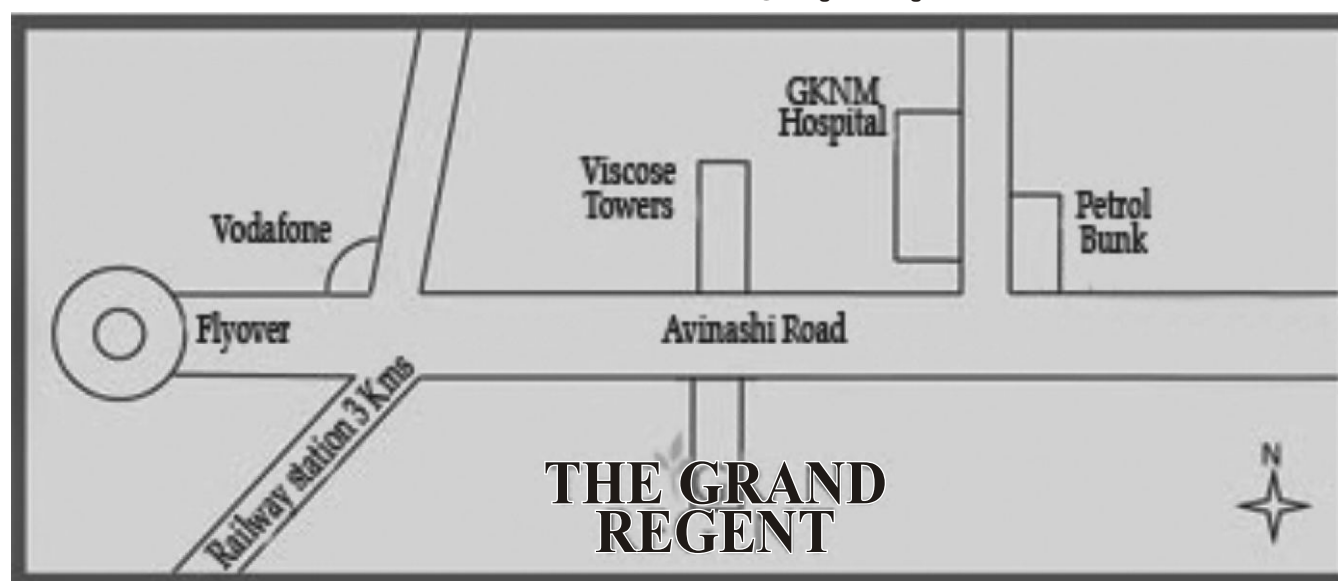 GKNM
Hospital
Viscose
Towers
Petrol
Bunk
Vodafone
Flyover
Avinashi Road
Railway station 3 Kms
THE GRAND
REGENT
N